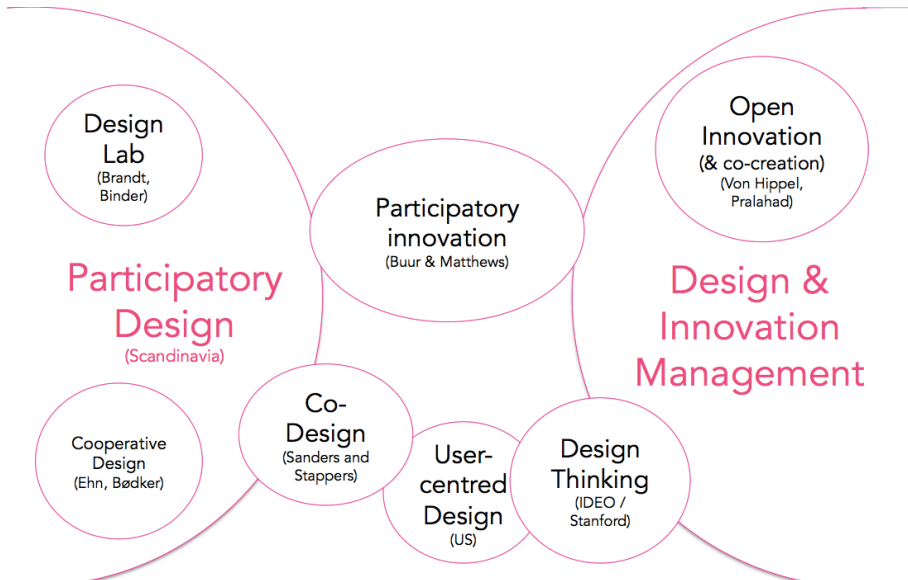 Design
Lab
(Brandt,
Binder)
Participatory
Design
(Scandinavia)
Cooperative
Design
(Ehn, Bødker)
Co-
Design
(Sanders and
Stappers)
Participatory
innovation
(Buur & Matthews)
User-
centred
Design
(US)
Design
Thinking
(IDEO /
Stanford)
Open
Innovation
(& co-creation)
(Von Hippel,
Pralahad)
Design &
Innovation
Management